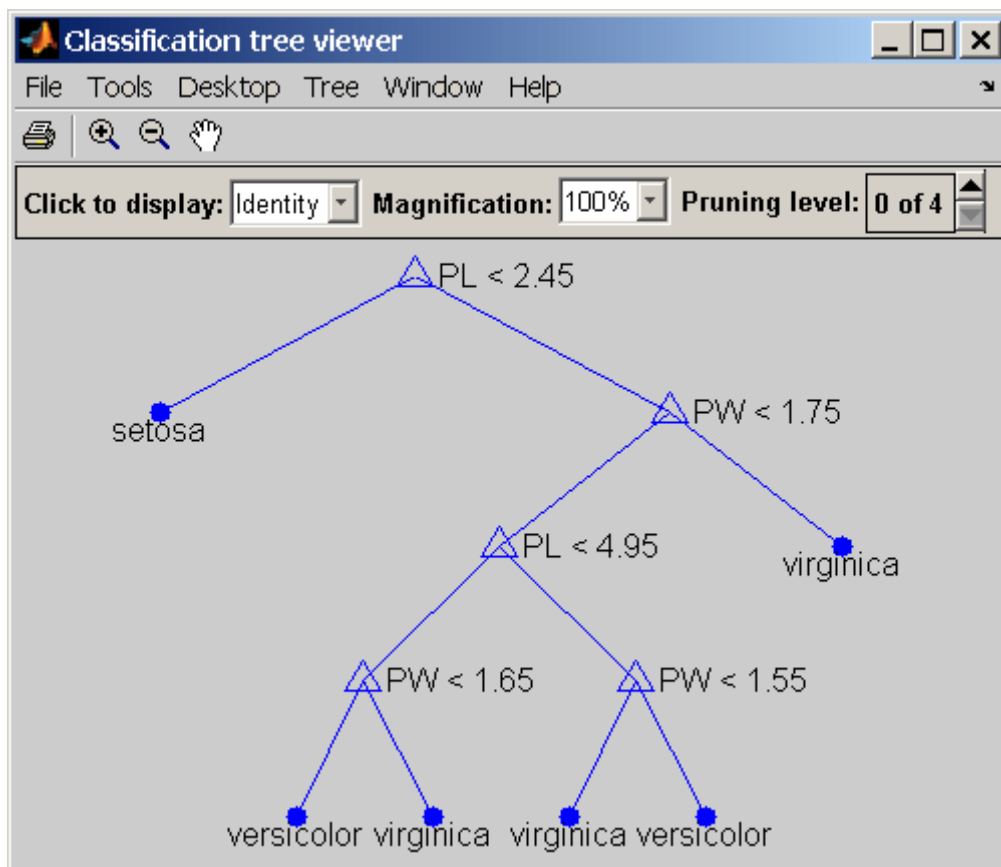 Classification tree viewer
File Tools Desktop Tree Window Help
Click to display: Identity Magnification: 100% Pruning level: 0 of 4
PL < 2.45
setosa
PW < 1.75
PL < 4.95
virginica
PW < 1.65
PW < 1.55
versicolor virginica virginica versicolor